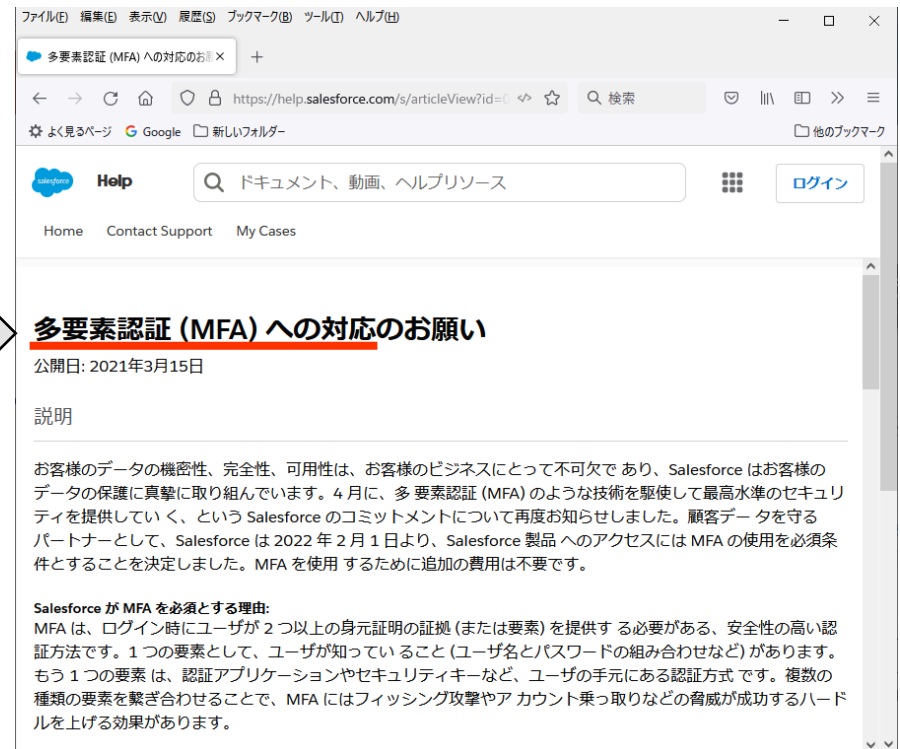 ファイル(F) 編集(E) 表示(V) 履歴(S) ブックマーク(B) ツール(T) ヘルプ(H)
多要素認証 (MFA) への対応のお
https://help.salesforce.com/s/articleView?id= 検索
よく見るページ Google 新しいフォルダー 他のブックマーク
salesforce Help ドキュメント、動画、ヘルプリソース ログイン
Home Contact Support My Cases
多要素認証 (MFA) への対応のお願い
公開日: 2021年3月15日
説明
お客様のデータの機密性、完全性、可用性は、お客様のビジネスにとって不可欠で あり、Salesforce はお客様の
データの保護に真摯に取り組んでいます。4 月に、多 要素認証 (MFA) のような技術を駆使して最高水準のセキュリ
ティを提供してい く、という Salesforce のコミットメントについて再度お知らせしました。顧客デー タを守る
パートナーとして、Salesforce は 2022 年 2 月 1 日より、Salesforce 製品 へのアクセスには MFA の使用を必須条
件とすることを決定しました。MFA を使用 するために追加の費用は不要です。
Salesforce が MFA を必須とする理由:
MFA は、ログイン時にユーザが 2 つ以上の身元証明の証拠 (または要素) を提供す る必要がある、安全性の高い認
証方法です。1 つの要素として、ユーザが知ってい ること (ユーザ名とパスワードの組み合わせなど) があります。
もう 1 つの要素 は、認証アプリケーションやセキュリティキーなど、ユーザの手元にある認証方式 です。複数の
種類の要素を繋ぎ合わせることで、MFA にはフィッシング攻撃やア カウント乗っ取りなどの脅威が成功するハード
ルを上げる効果があります。